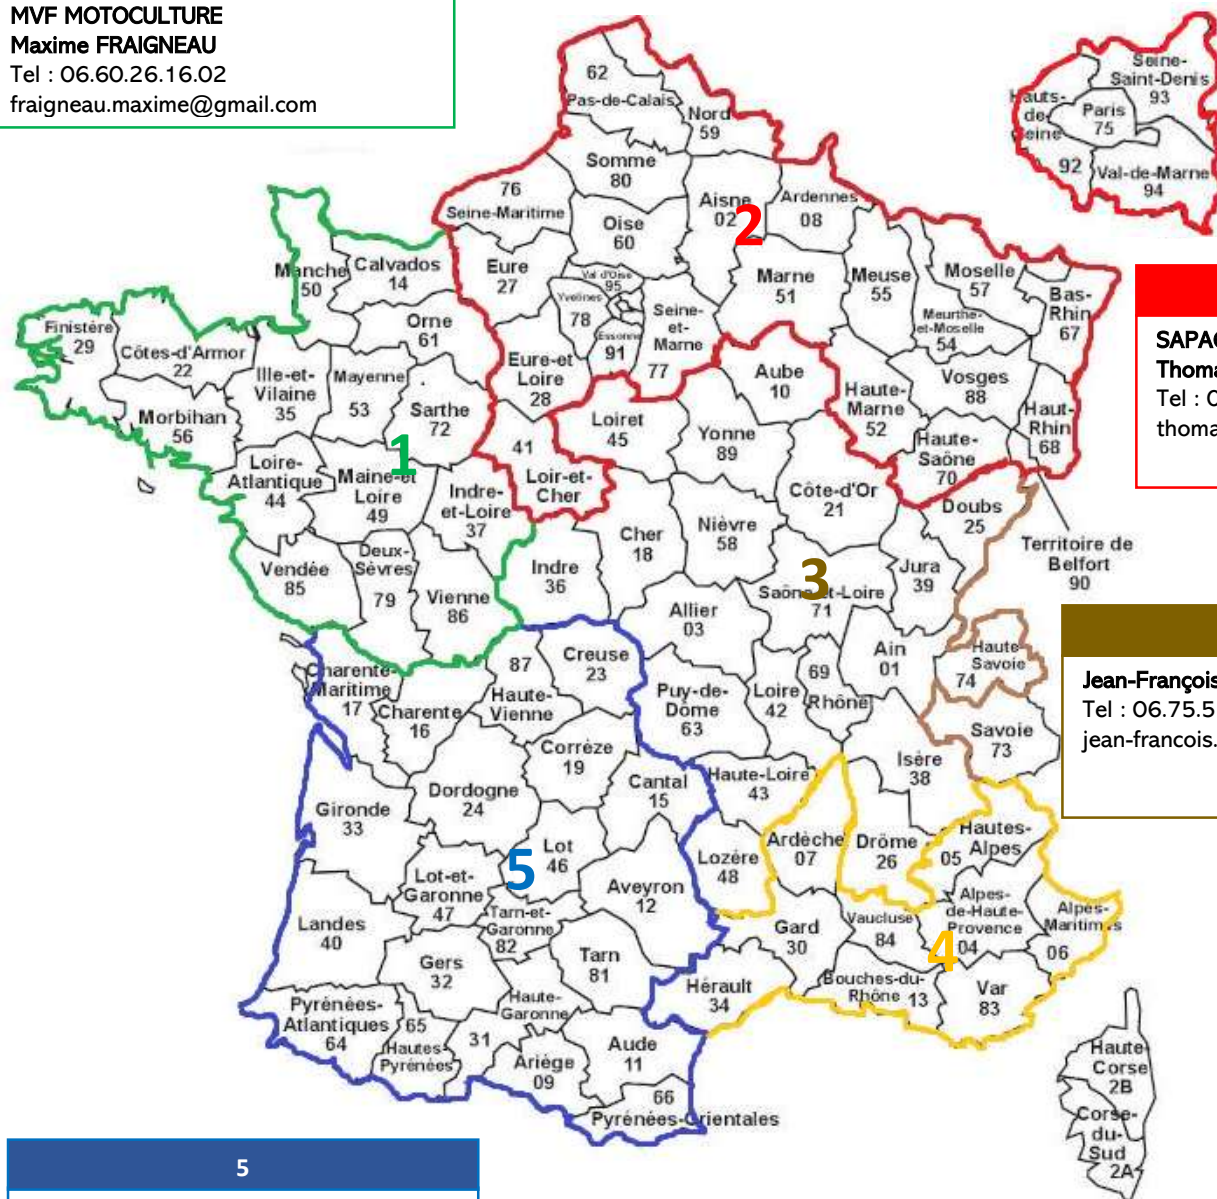 MVF MOTOCULTURE
Maxime FRAIGNEAU
Tel : 06.60.26.16.02
fraigneau.maxime@gmail.com
62
Pas-de-Calais
Nord
59
Somme
80
76
Seine-Maritime
Oise
60
Aisne
02
2
Ardennes
08
Seine-
Saint-Denis
93
Hauts-
de-
Seine
92
Paris
75
Val-de-Marne
94
Manche
50
Calvados
14
Eure
27
Val d'Oise
95
Yvelines
78
Essonne
91
Seine-
et-
Marne
77
Marne
51
Meuse
55
Moselle
57
Meurthe-
et-Moselle
54
Bas-
Rhin
67
Finistére
29
Côtes-d'Armor
22
Morbihan
56
Ille-et-
Vilaine
35
Mayenne
53
Orne
61
Sarthe
72
1
Eure-et
Loire
28
Loiret
45
41
Loir-et-
Cher
Aube
10
Yonne
89
Haute-
Marne
52
Vosges
88
Haut-
Rhin
68
Haute-
Saône
70
Loire-
Atlantique
44
Maine-et
Loire
49
Indre-
et-Loire
37
Vendée
85
Deux-
Sèvres
79
Vienne
86
Indre
36
Cher
18
Nièvre
58
Côte-d'Or
21
Doubs
25
Territoire de
Belfort
90
3
Saône-et-Loire
71
Jura
39
Allier
03
Ain
01
Haute
Savoie
74
Savoie
73
69
Rhône
Loire
42
Puy-de-
Dôme
63
Isère
38
Charente-
Maritime
17
Charente
16
87
Haute-
Vienne
Creuse
23
Corrèze
19
Cantal
15
Haute-Loire
43
Gironde
33
Dordogne
24
Lot
46
5
Lot-et-
Garonne
47
Aveyron
12
Lozére
48
Ardèche
07
Drôme
26
Hautes-
Alpes
05
Landes
40
Tarn-et-
Garonne
82
Gers
32
Tarn
81
Gard
30
Vaucluse
84
Alpes-
de-Haute-
Provence
04
4
Alpes-
Maritimes
06
Hérault
34
Bouches-du-
Rhône 13
Var
83
Pyrénées-
Atlantiques
64
65
Hautes
Pyrénées
Haute-
Garonne
31
Ariége
09
Aude
11
66
Pyrénées-Orientales
Haute
Corse
2B
Corse-
du-
Sud
2A
Tel : 0
Jean-François
Tel : 06.75.5
jean-francois.
5